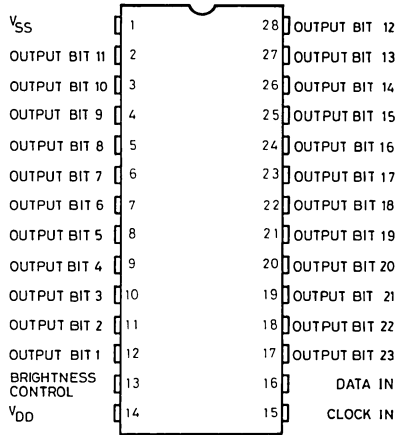 VSS 1 28 OUTPUT BIT 12
OUTPUT BIT 11 2 27 OUTPUT BIT 13
OUTPUT BIT 10 3 26 OUTPUT BIT 14
OUTPUT BIT 9 4 25 OUTPUT BIT 15
OUTPUT BIT 8 5 24 OUTPUT BIT 16
OUTPUT BIT 7 6 23 OUTPUT BIT 17
OUTPUT BIT 6 7 22 OUTPUT BIT 18
OUTPUT BIT 5 8 21 OUTPUT BIT 19
OUTPUT BIT 4 9 20 OUTPUT BIT 20
OUTPUT BIT 3 10 19 OUTPUT BIT 21
OUTPUT BIT 2 11 18 OUTPUT BIT 22
OUTPUT BIT 1 12 17 OUTPUT BIT 23
BRIGHTNESS
CONTROL 13 16 DATA IN
VDD 14 15 CLOCK IN